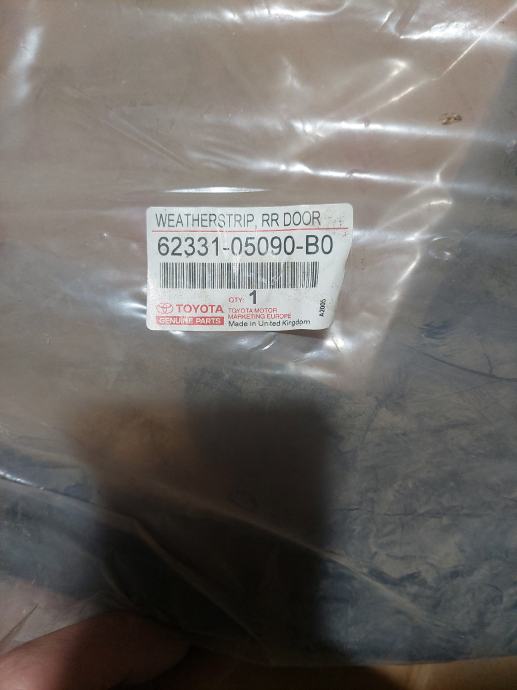 WEATHERSTRIP, RR DOOR
62331-05090-B0
QTY: 1
TOYOTA
GENUINE PARTS
TOYOTA MOTOR
MARKETING EUROPE
Made in United Kingdom
A2005